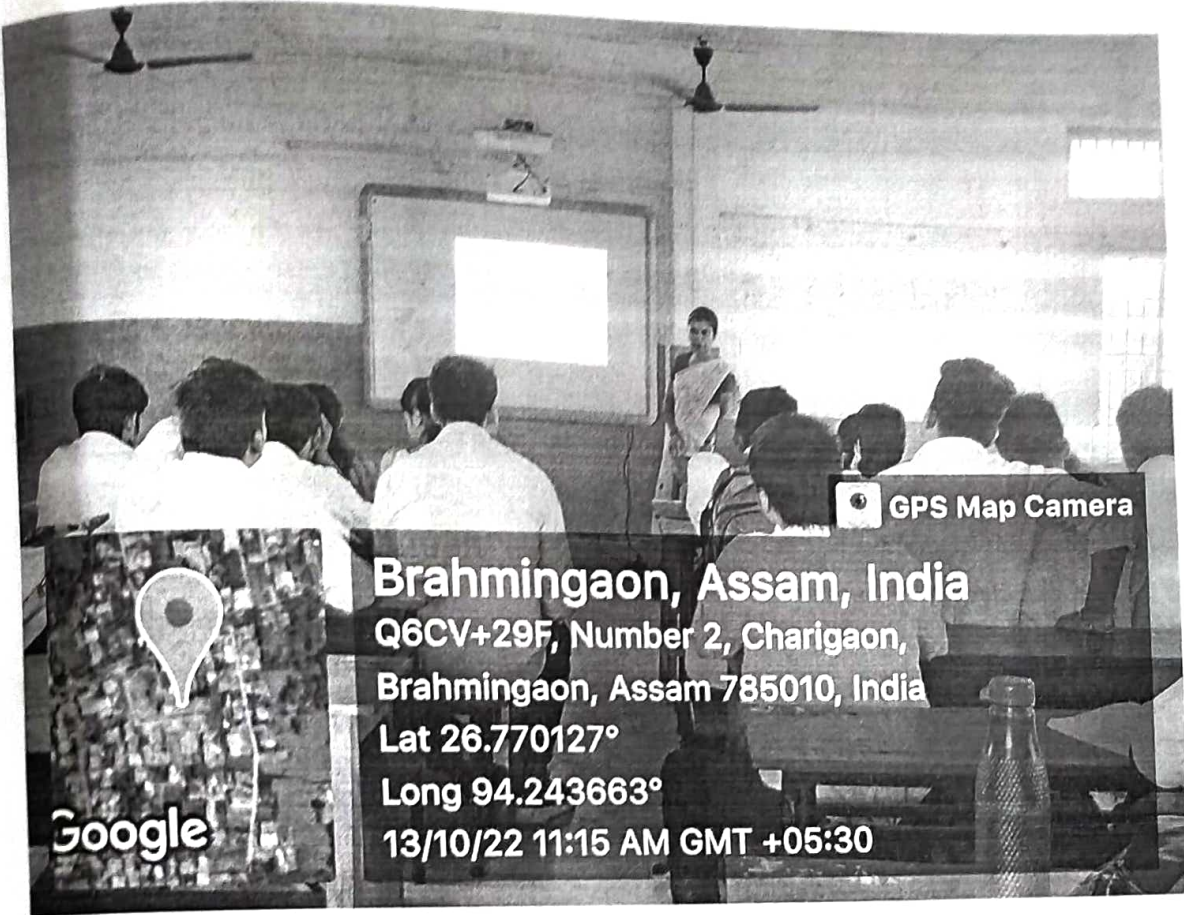 GPS Map Camera
Brahmingaon, Assam, India
Q6CV+29F, Number 2, Charigaon,
Brahmingaon, Assam 785010, India
Lat 26.770127°
Long 94.243663°
13/10/22 11:15 AM GMT +05:30
Google